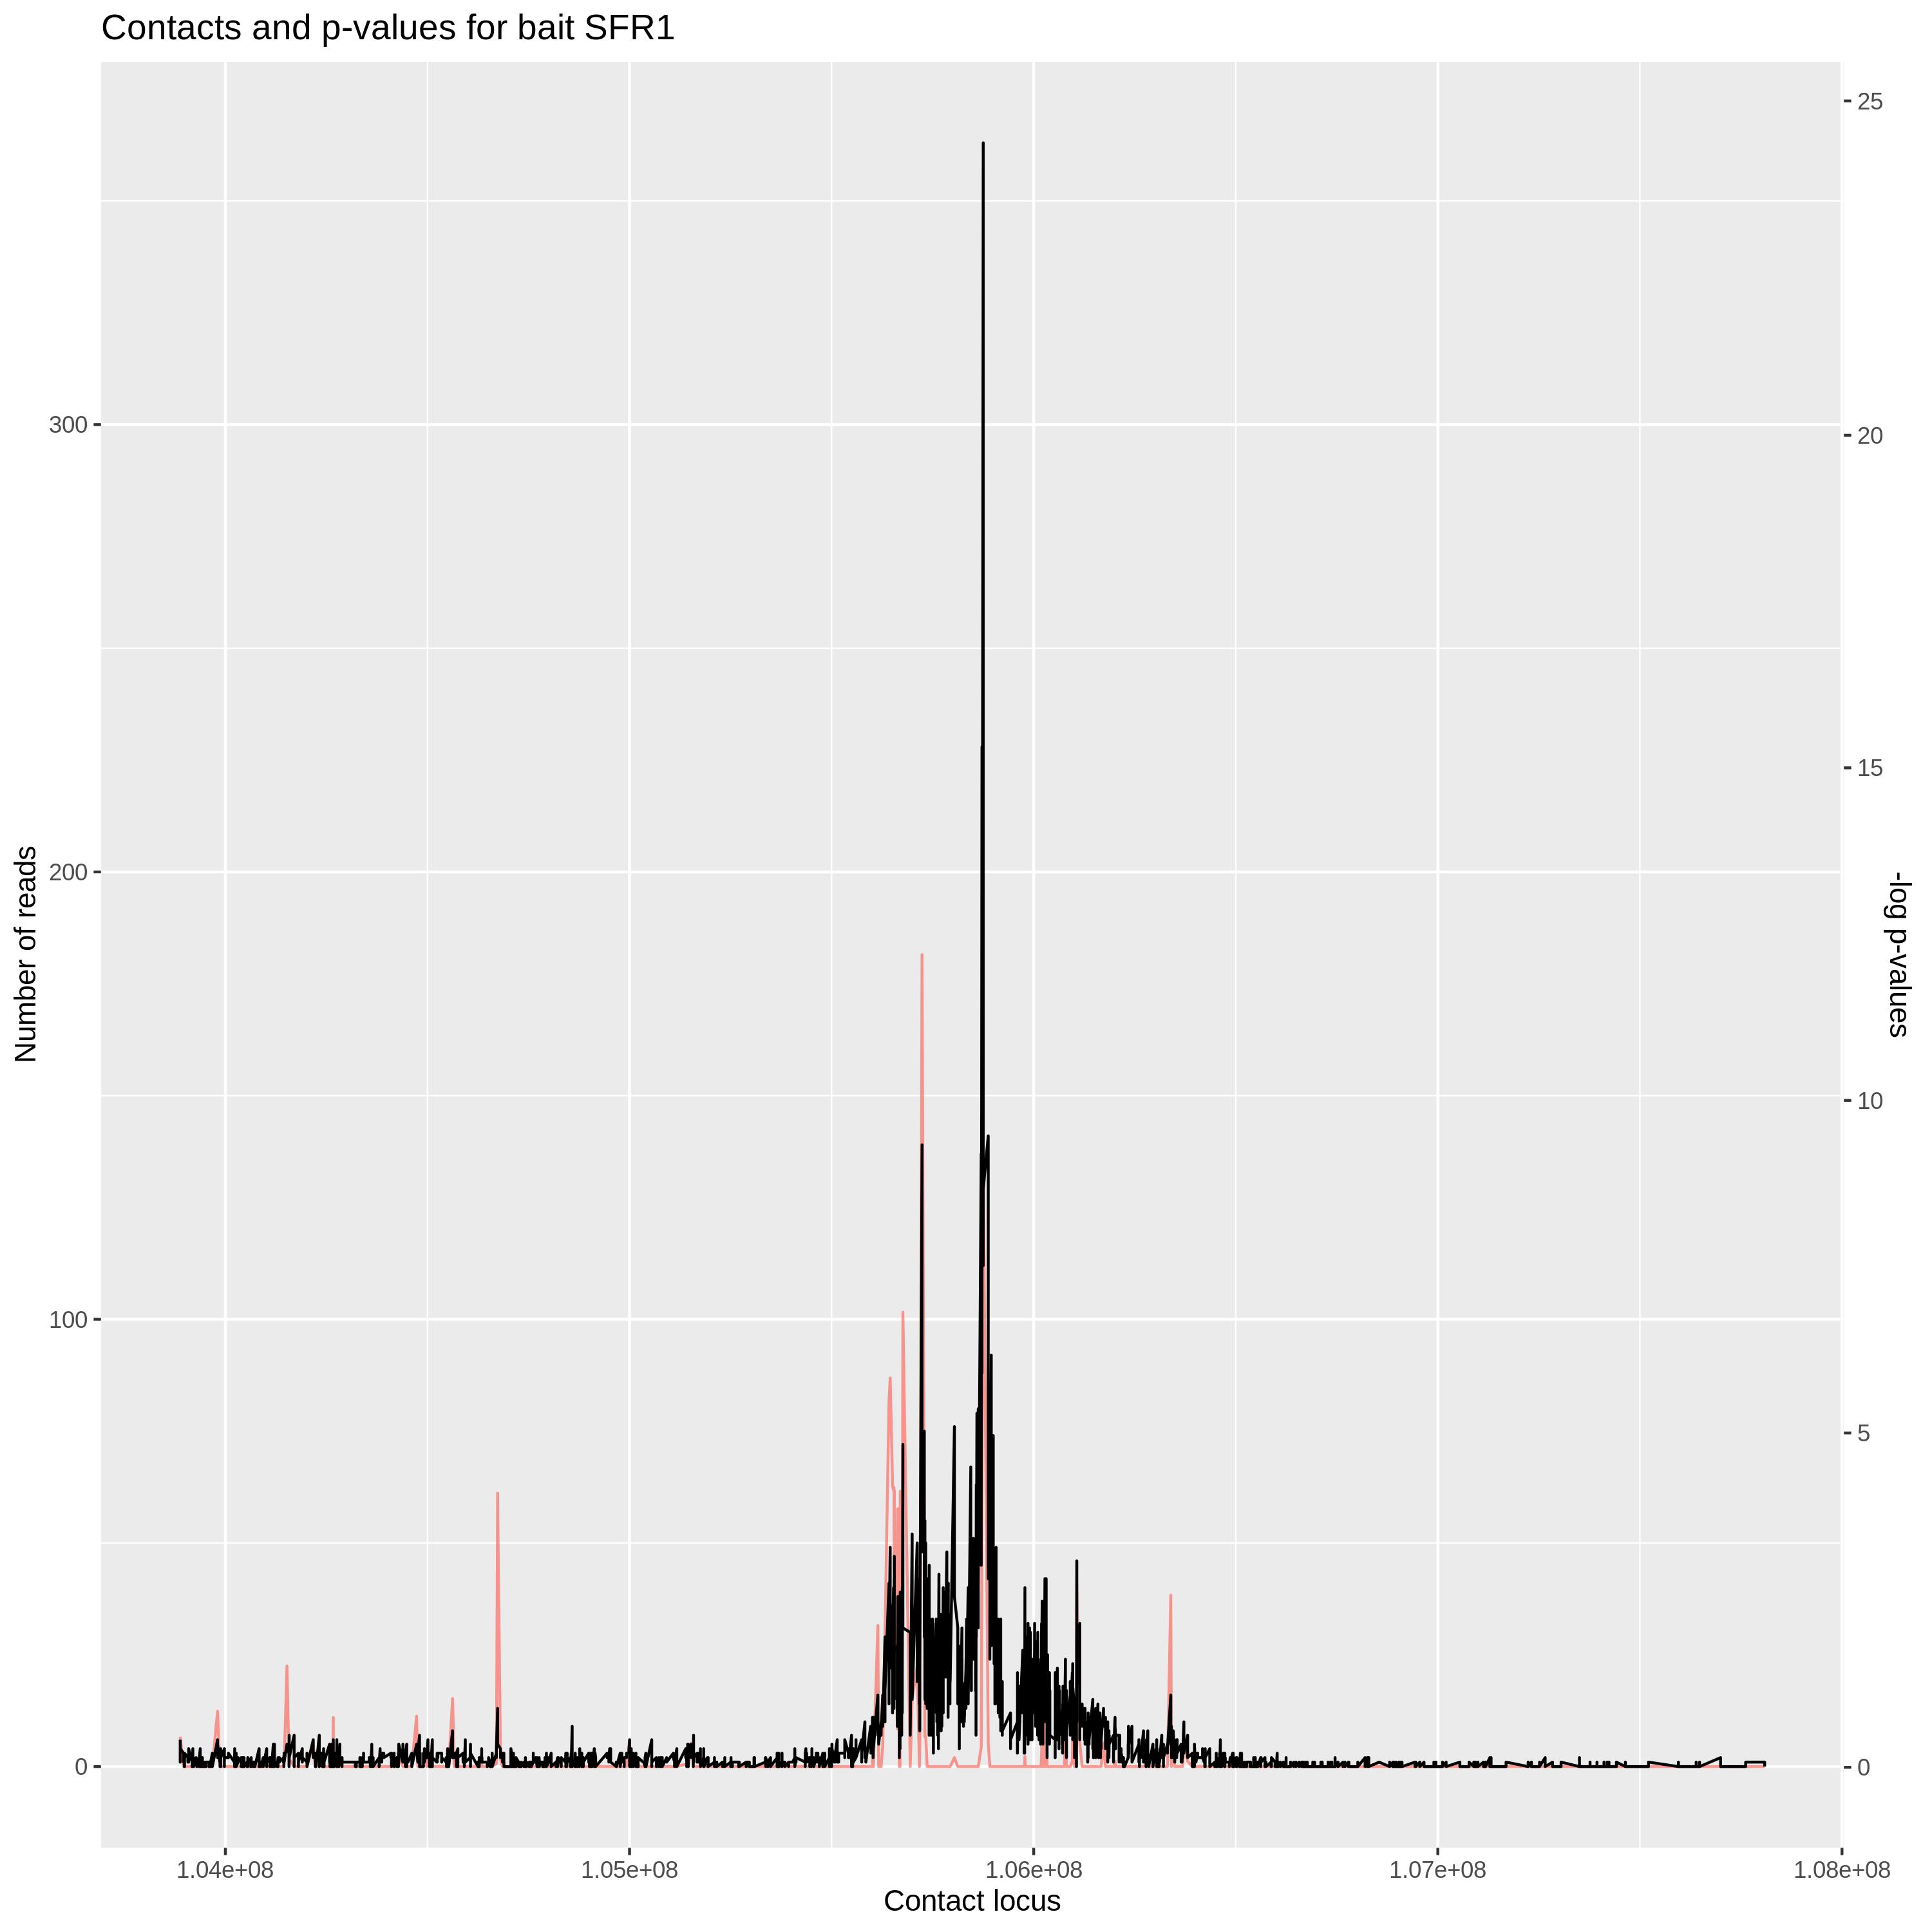 Contacts and p-values for bait SFR1
25
300
20
200
15
10
100
5
0
0
Number of reads
-log p-values
1.04e+08
1.05e+08
1.06e+08
1.07e+08
1.08e+08
Contact locus